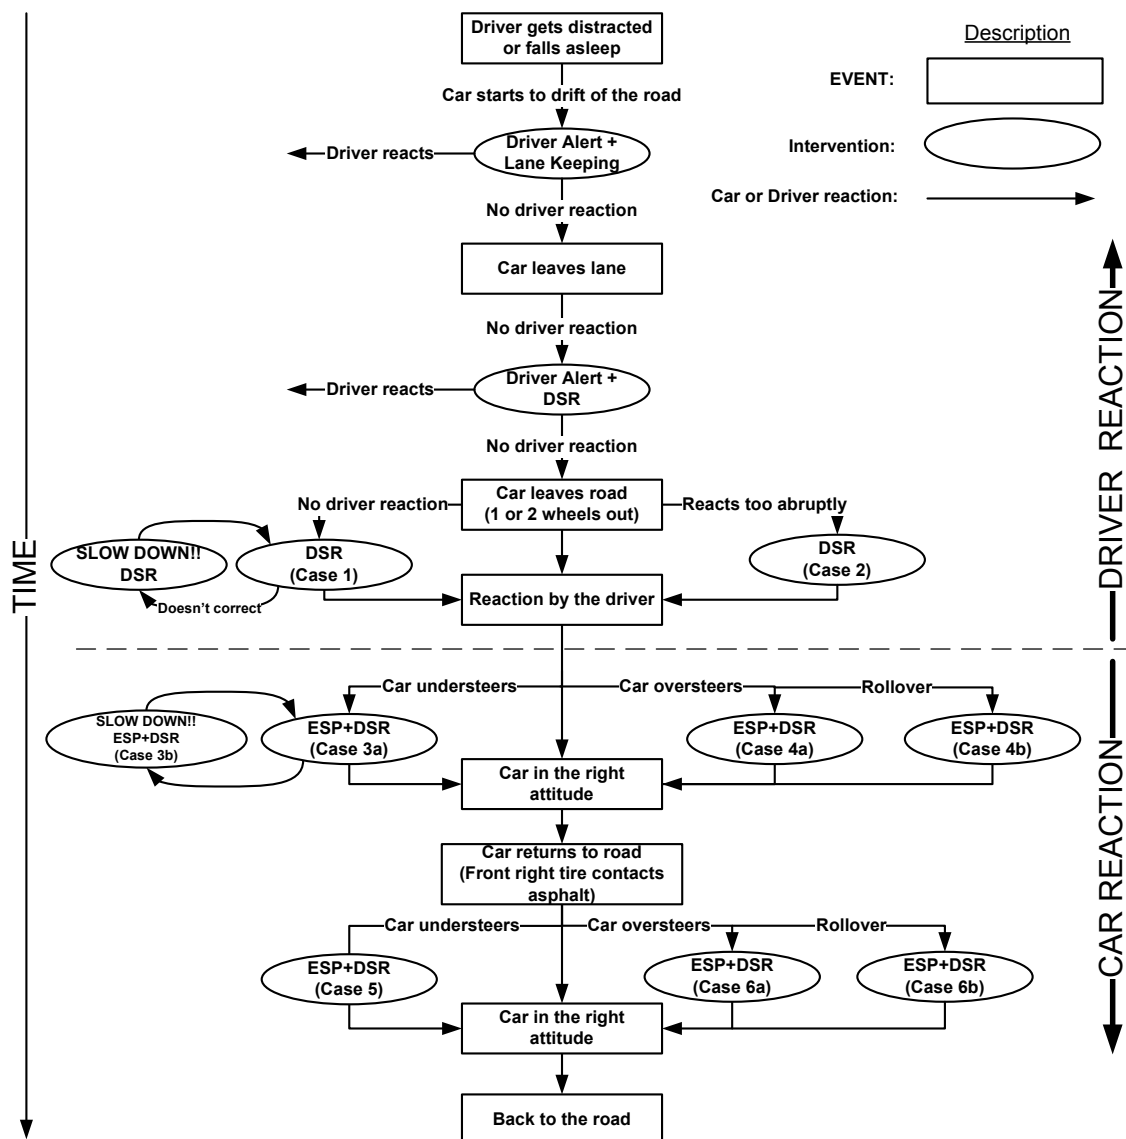 Driver gets distracted
or falls asleep
Description
EVENT:
Car starts to drift of the road
Driver Alert +
Lane Keeping
Driver reacts
Intervention:
Car or Driver reaction:
No driver reaction
Car leaves lane
No driver reaction
Driver Alert +
DSR
Driver reacts
No driver reaction
Car leaves road
(1 or 2 wheels out)
No driver reaction
Reacts too abruptly
SLOW DOWN!!
DSR
DSR
(Case 1)
DSR
(Case 2)
Doesn't correct
Reaction by the driver
TIME
DRIVER REACTION
Car understeers
Car oversteers
Rollover
SLOW DOWN!!
ESP+DSR
(Case 3b)
ESP+DSR
(Case 3a)
ESP+DSR
(Case 4a)
ESP+DSR
(Case 4b)
Car in the right
attitude
Car returns to road
(Front right tire contacts
asphalt)
CAR REACTION
Car understeers
Car oversteers
Rollover
ESP+DSR
(Case 5)
ESP+DSR
(Case 6a)
ESP+DSR
(Case 6b)
Car in the right
attitude
Back to the road